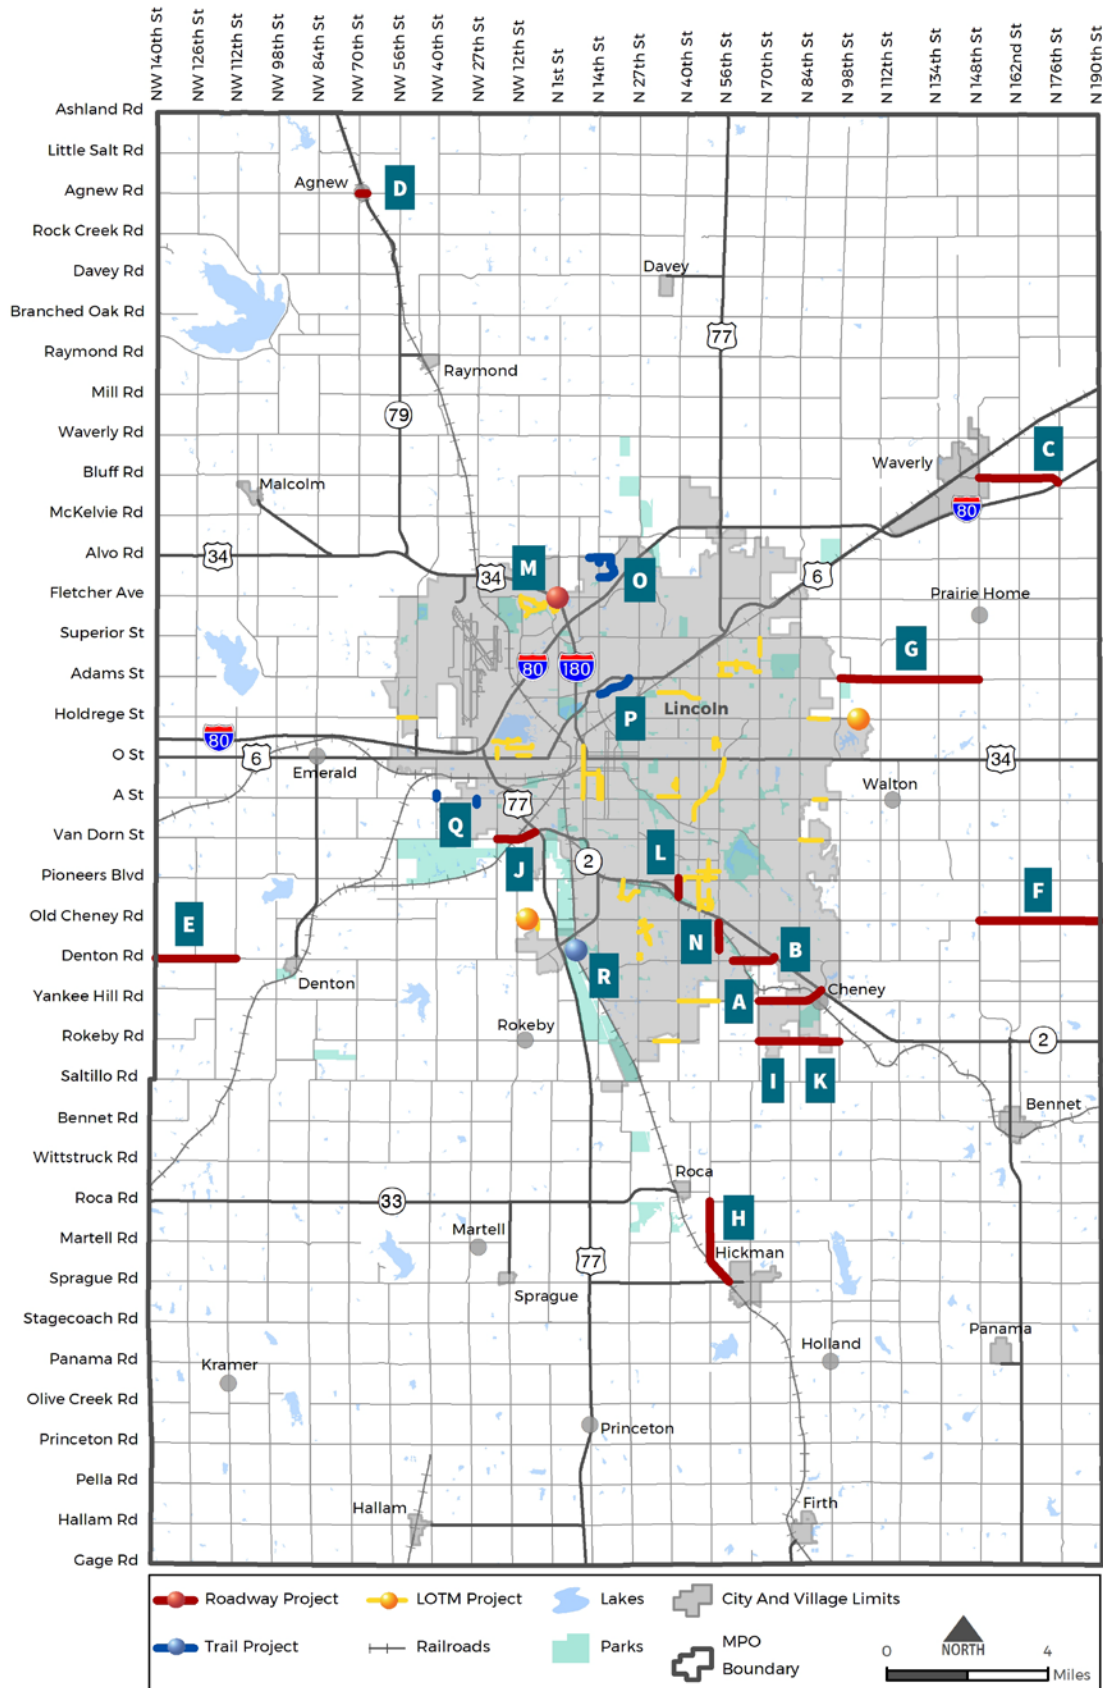 NW 140th St
NW 126th St
NW 112th St
NW 98th St
NW 84th St
NW 70th St
NW 56th St
NW 40th St
NW 27th St
NW 12th St
N 1st St
N 14th St
N 27th St
N 40th St
N 56th St
N 70th St
N 84th St
N 98th St
N 112th St
N 134th St
N 148th St
N 162nd St
N 176th St
N 190th St
Ashland Rd
Little Salt Rd
Agnew Rd
Agnew
D
Rock Creek Rd
Davey Rd
Davey
Branched Oak Rd
77
Raymond Rd
Raymond
Mill Rd
79
Waverly Rd
C
Waverly
Bluff Rd
Malcolm
McKelvie Rd
80
Alvo Rd
34
M
34
O
6
Fletcher Ave
Prairie Home
Superior St
G
80
180
Adams St
Holdrege St
P
Lincoln
80
O St
6
34
Emerald
A St
77
Walton
Q
Van Dorn St
L
2
J
Pioneers Blvd
F
Old Cheney Rd
E
N
B
Denton Rd
R
Denton
Yankee Hill Rd
A
Cheney
Rokeby
Rokeby Rd
2
Saltillo Rd
I
K
Bennet
Bennet Rd
Wittstruck Rd
Roca
Roca Rd
33
H
Martell
Martell Rd
77
Hickman
Sprague Rd
Sprague
Stagecoach Rd
Panama
Holland
Panama Rd
Kramer
Olive Creek Rd
Princeton
Princeton Rd
Pella Rd
Hallam
Firth
Hallam Rd
Gage Rd
Roadway Project
LOTM Project
Lakes
City And Village Limits
Trail Project
Railroads
Parks
MPO
Boundary
NORTH
0 4
Miles